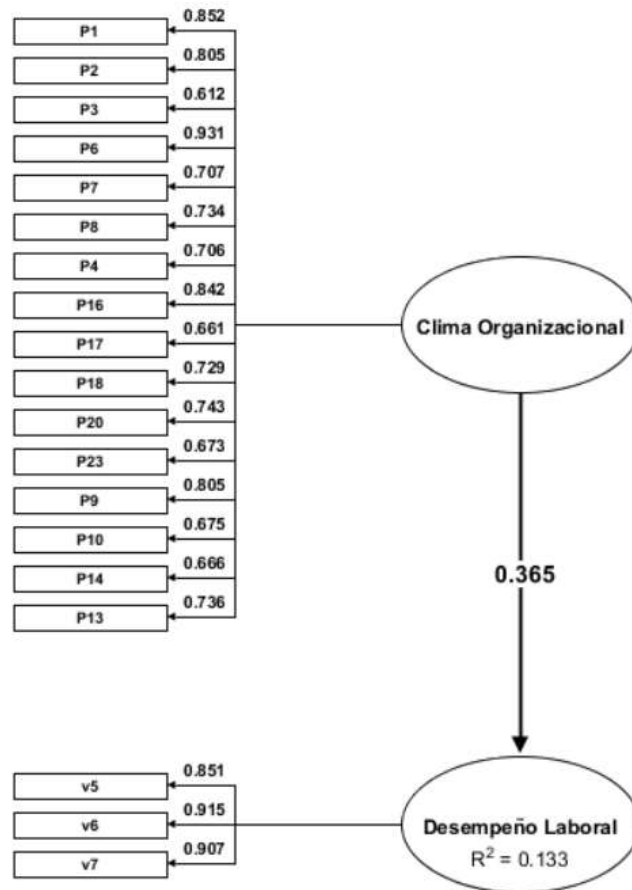 0.852
P1
0.805
P2
0.612
P3
0.931
P6
0.707
P7
0.734
P8
0.706
P4
0.842
P16
0.661
P17
0.729
P18
0.743
P20
0.673
P23
0.805
P9
0.675
P10
0.666
P14
0.736
P13
Clima Organizacional
0.365
0.851
v5
0.915
v6
0.907
v7
Desempeño Laboral
R² = 0.133